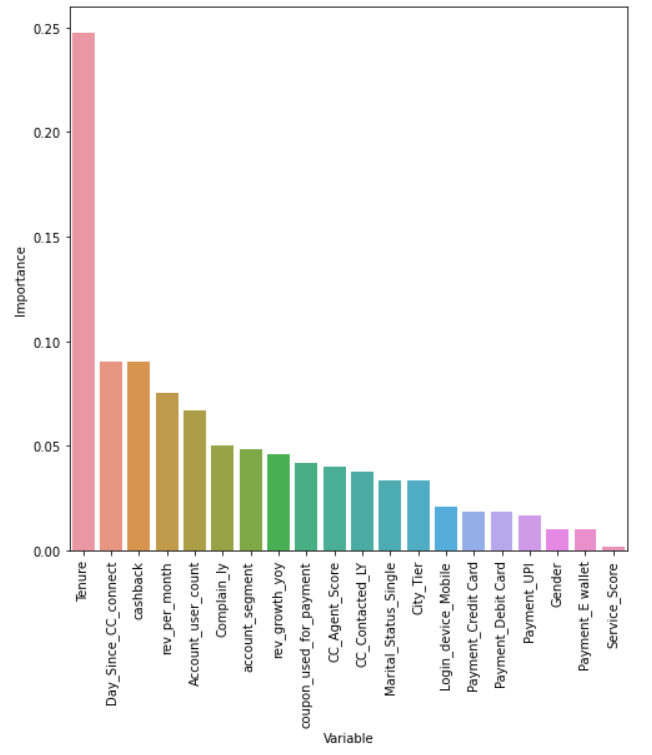 0.25
0.20
0.15
0.10
0.05
0.00
Importance
Tenure
Day_Since_CC_connect
cashback
rev_per_month
Account_user_count
Complain_ly
account_segment
rev_growth_yoy
coupon_used_for_payment
CC_Agent_Score
CC_Contacted_LY
Marital_Status_Single
City_Tier
Login_device_Mobile
Payment_Credit Card
Payment_Debit Card
Payment_UPI
Gender
Payment_E wallet
Service_Score
Variable